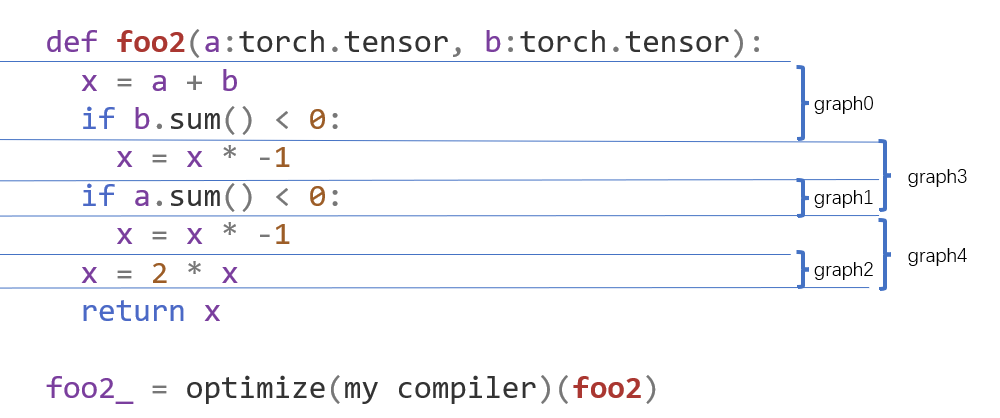 def foo2(a:torch.tensor, b:torch.tensor):
x = a + b
graph0
if b.sum() < 0:
x = x * -1
graph3
if a.sum() < 0:
graph1
x = x * -1
graph4
x = 2 * x
graph2
return x
foo2_ = optimize(my compiler)(foo2)